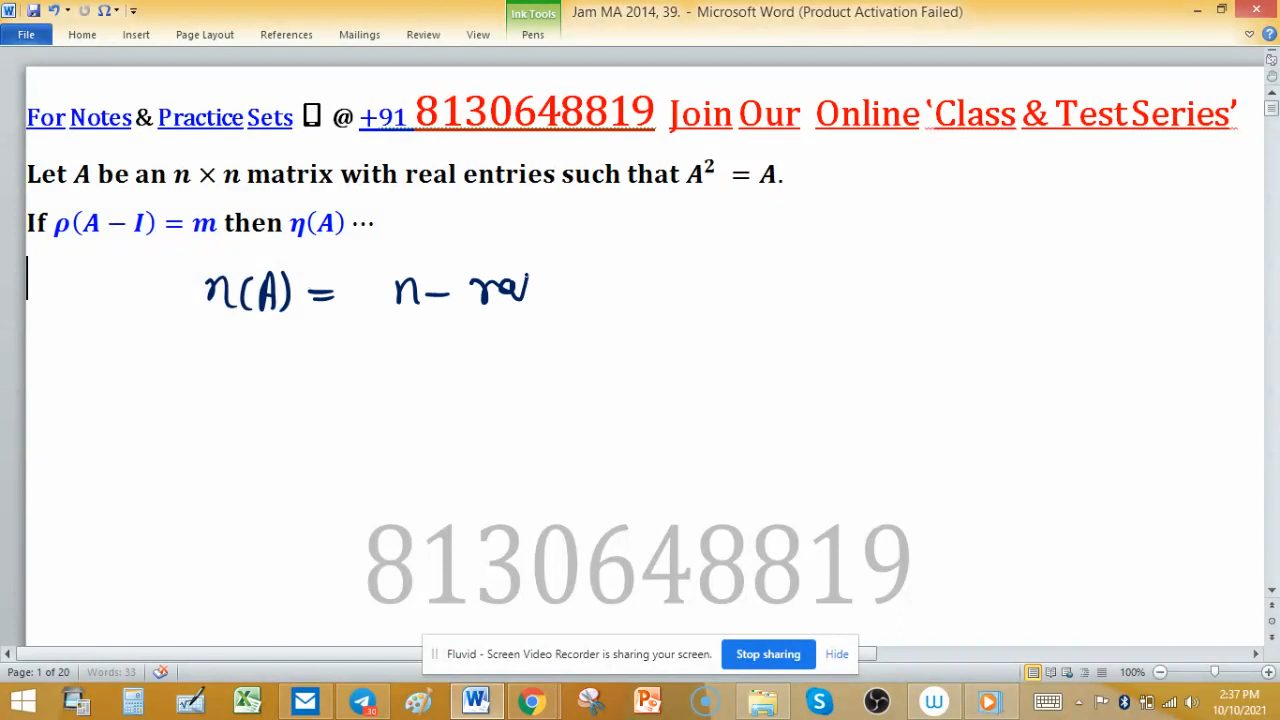 Jam MA 2014, 39. - Microsoft Word (Product Activation Failed)
Ink Tools
File Home Insert Page Layout References Mailings Review View Pens
For Notes & Practice Sets @ +91 8130648819 Join Our Online ‘Class & Test Series’
Let A be an n × n matrix with real entries such that A² = A.
If ρ(A − I) = m then η(A) ⋯
n(A) = n -
8130648819
Fluvid - Screen Video Recorder is sharing your screen. Stop sharing Hide
Page: 1 of 20 Words: 33 100%
30
2:37 PM
10/10/2021